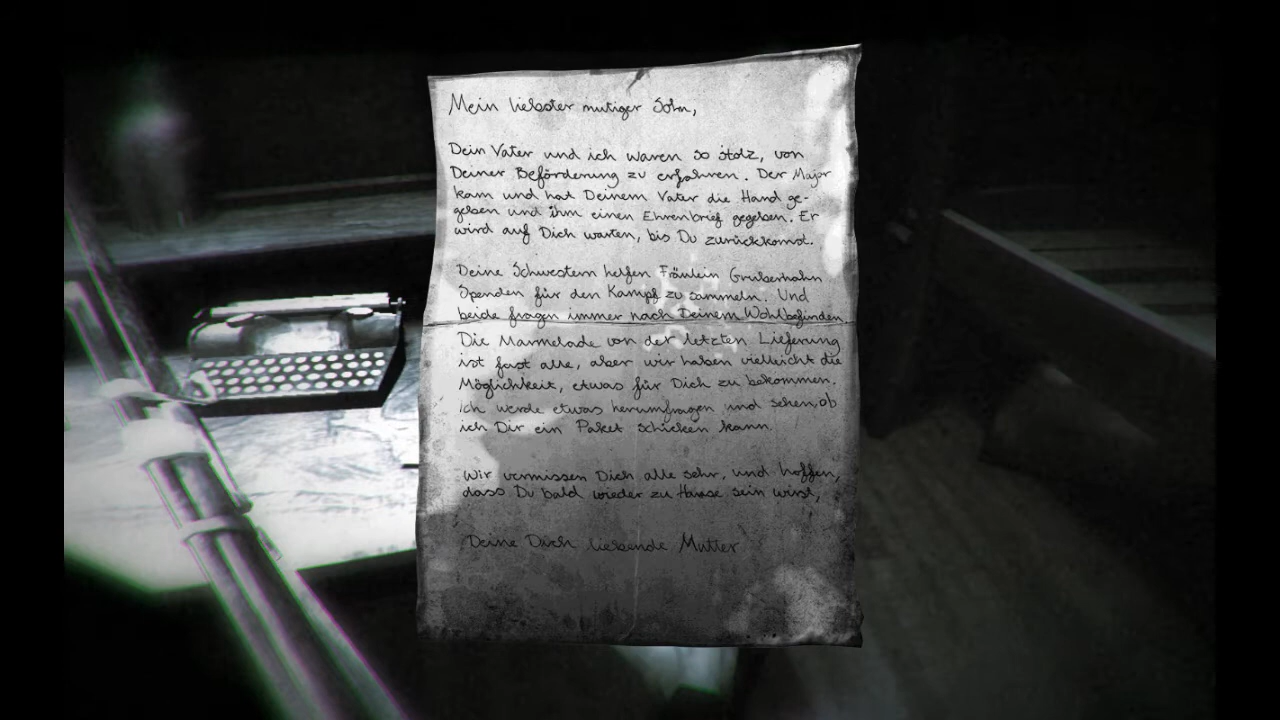 Mein liebster mutiger Sohn,
Dein Vater und ich waren so stolz, von
Deiner Beförderung zu erfahren. Der Major
kam und hat Deinem Vater die Hand ge-
geben und ihm einen Ehrenbrief gegeben. Er
wird auf Dich warten, bis Du zurückkomst.
Deine Schwestern helfen Fräulein Gruberhahn
Spenden für den Kampf zu sammeln. Und
beide fragen immer nach Deinem Wohlbefinden
Die Marmelade von der letzten Lieferung
ist fast alle, aber wir haben vielleicht die
Möglichkeit, etwas für Dich zu bekommen.
Ich werde etwas herumfragen und sehen, ob
ich Dir ein Paket schicken kann.
Wir vermissen Dich alle sehr, und hoffen,
dass Du bald wieder zu Hause sein wirst,
Deine Dich liebende Mutter